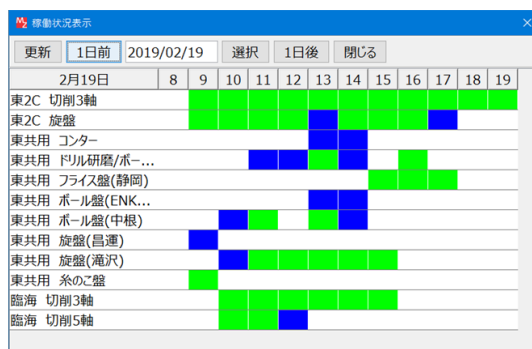 稼働状況表示
更新 1日前 2019/02/19 選択 1日後 閉じる
2月19日 8 9 10 11 12 13 14 15 16 17 18 19
東2C 切削3軸
東2C 旋盤
東共用 コンター
東共用 ドリル研磨/ボー...
東共用 フライス盤(静岡)
東共用 ボール盤(ENK...
東共用 ボール盤(中根)
東共用 旋盤(昌運)
東共用 旋盤(滝沢)
東共用 糸のこ盤
臨海 切削3軸
臨海 切削5軸